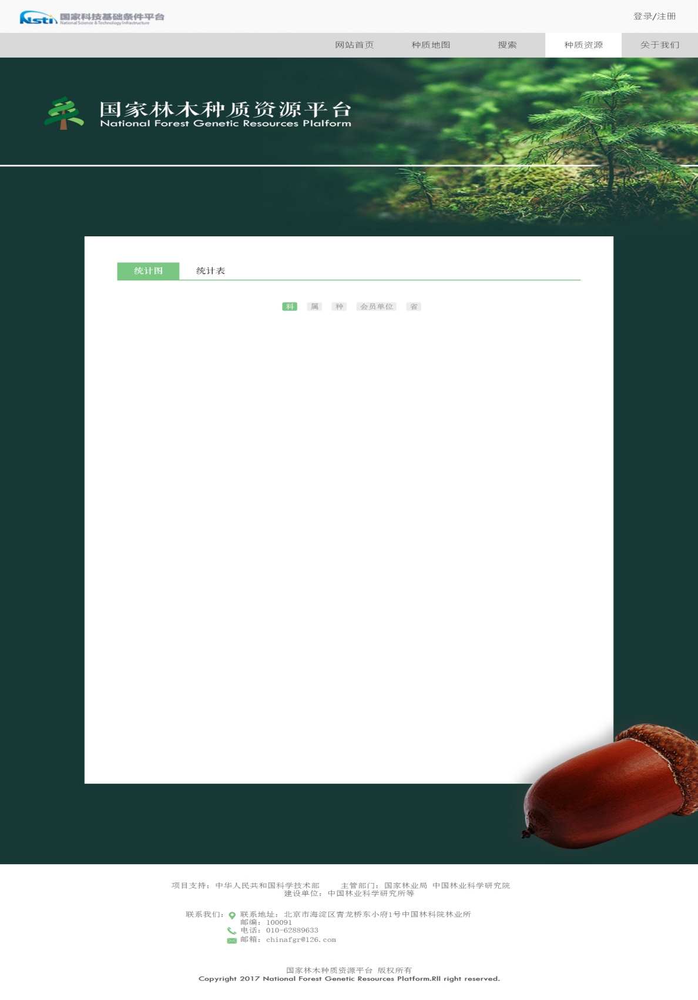 Nsti 国家科技基础条件平台
National Science & Technology Infrastructure
登录/注册
网站首页 种质地图 搜索 种质资源 关于我们
国家林木种质资源平台
National Forest Genetic Resources Plalform
统计图 统计表
科 属 种 会员单位 省
项目支持：中华人民共和国科学技术部 主管部门：国家林业局 中国林业科学研究院
建设单位：中国林业科学研究所等
联系我们： 联系地址：北京市海淀区青龙桥东小府1号中国林科院林业所
邮编：100091
电话：010-62889633
邮箱：chinafgr@126.com
国家林木种质资源平台 版权所有
Copyright 2017 National Forest Genetic Resources Platform.Rll right reserved.